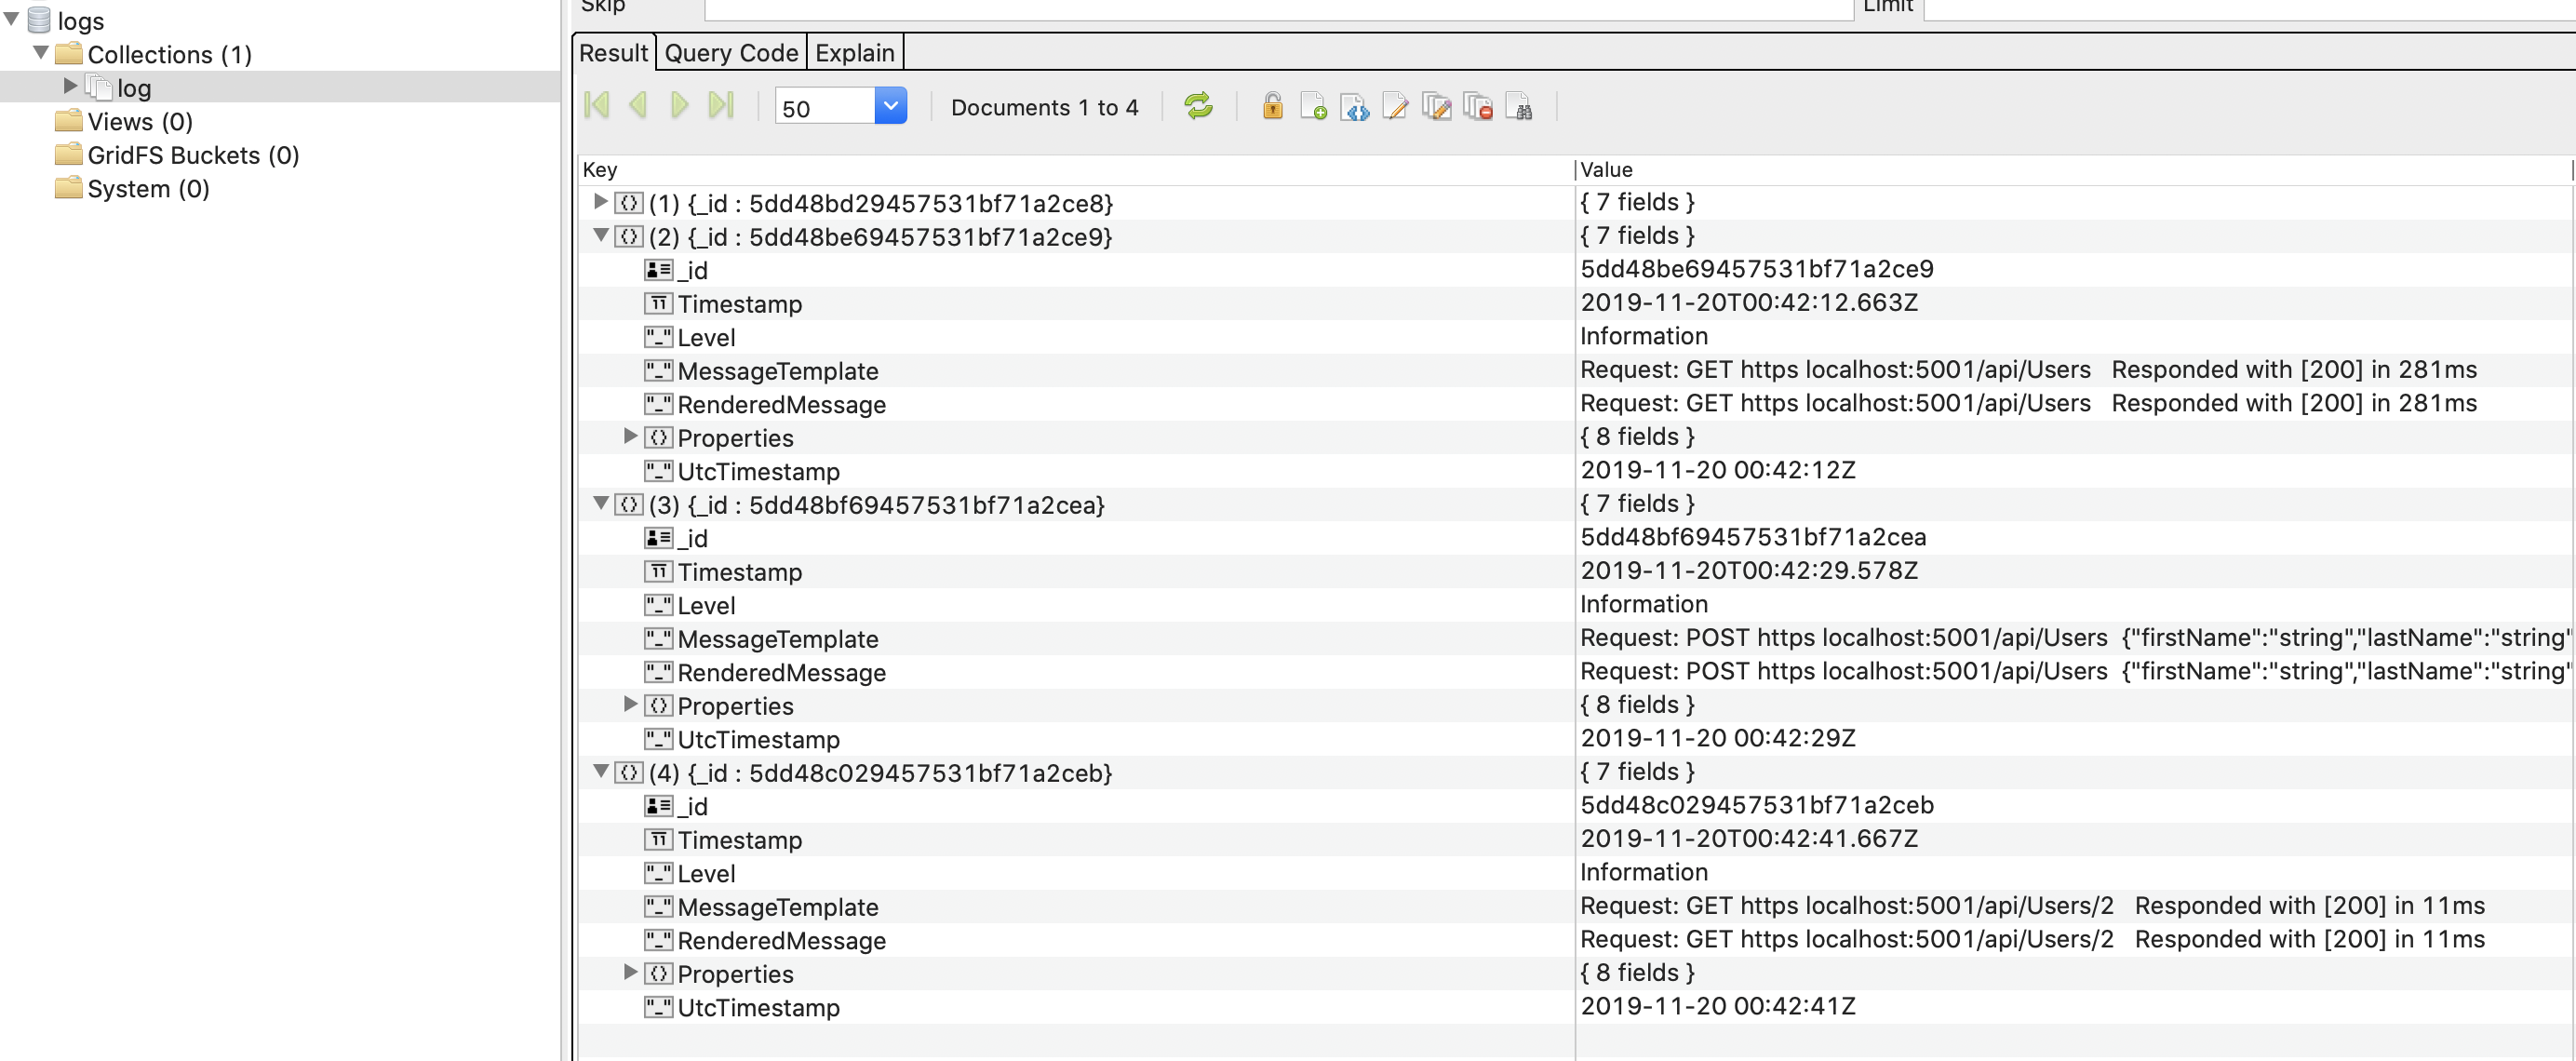 logs
Collections (1)
log
Views (0)
GridFS Buckets (0)
System (0)
Skip Limit
Result Query Code Explain
50 Documents 1 to 4
Key Value
(1) {_id : 5dd48bd29457531bf71a2ce8} { 7 fields }
(2) {_id : 5dd48be69457531bf71a2ce9} { 7 fields }
_id 5dd48be69457531bf71a2ce9
Timestamp 2019-11-20T00:42:12.663Z
Level Information
MessageTemplate Request: GET https localhost:5001/api/Users Responded with [200] in 281ms
RenderedMessage Request: GET https localhost:5001/api/Users Responded with [200] in 281ms
Properties { 8 fields }
UtcTimestamp 2019-11-20 00:42:12Z
(3) {_id : 5dd48bf69457531bf71a2cea} { 7 fields }
_id 5dd48bf69457531bf71a2cea
Timestamp 2019-11-20T00:42:29.578Z
Level Information
MessageTemplate Request: POST https localhost:5001/api/Users {"firstName":"string","lastName":"string"
RenderedMessage Request: POST https localhost:5001/api/Users {"firstName":"string","lastName":"string"
Properties { 8 fields }
UtcTimestamp 2019-11-20 00:42:29Z
(4) {_id : 5dd48c029457531bf71a2ceb} { 7 fields }
_id 5dd48c029457531bf71a2ceb
Timestamp 2019-11-20T00:42:41.667Z
Level Information
MessageTemplate Request: GET https localhost:5001/api/Users/2 Responded with [200] in 11ms
RenderedMessage Request: GET https localhost:5001/api/Users/2 Responded with [200] in 11ms
Properties { 8 fields }
UtcTimestamp 2019-11-20 00:42:41Z